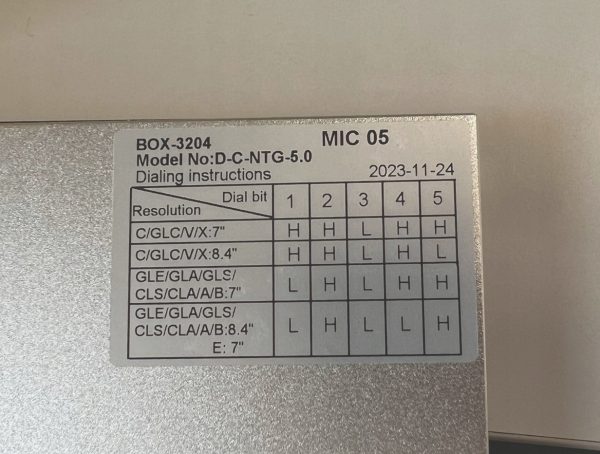 BOX-3204 MIC 05
Model No:D-C-NTG-5.0
Dialing instructions 2023-11-24
Resolution Dial bit 1 2 3 4 5
C/GLC/V/X:7" H H L H H
C/GLC/V/X:8.4" H H L H L
GLE/GLA/GLS/
CLS/CLA/A/B:7" L H L H H
GLE/GLA/GLS/
CLS/CLA/A/B:8.4" L H L L H
E: 7"